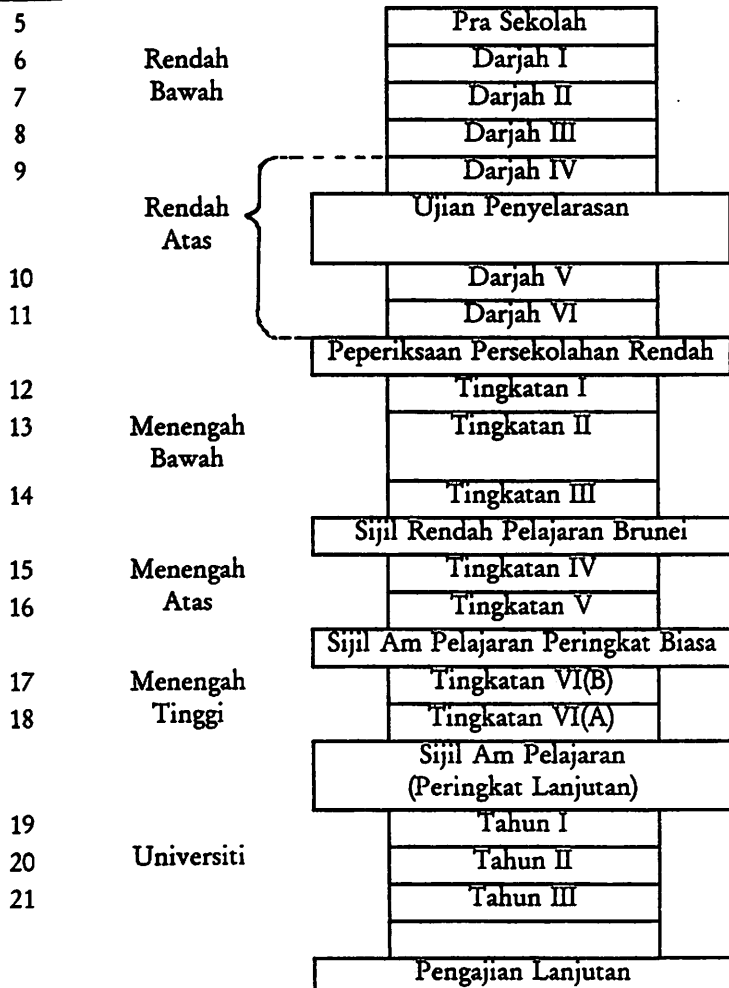 5 Pra Sekolah
6 Rendah Darjah I
7 Bawah Darjah II
8 Darjah III
9 Darjah IV
Rendah Ujian Penyelarasan
Atas
10 Darjah V
11 Darjah VI
Peperiksaan Persekolahan Rendah
12 Tingkatan I
13 Menengah Tingkatan II
Bawah
14 Tingkatan III
Sijil Rendah Pelajaran Brunei
15 Menengah Tingkatan IV
16 Atas Tingkatan V
Sijil Am Pelajaran Peringkat Biasa
17 Menengah Tingkatan VI(B)
18 Tinggi Tingkatan VI(A)
Sijil Am Pelajaran
(Peringkat Lanjutan)
19 Tahun I
20 Universiti Tahun II
21 Tahun III
Pengajian Lanjutan